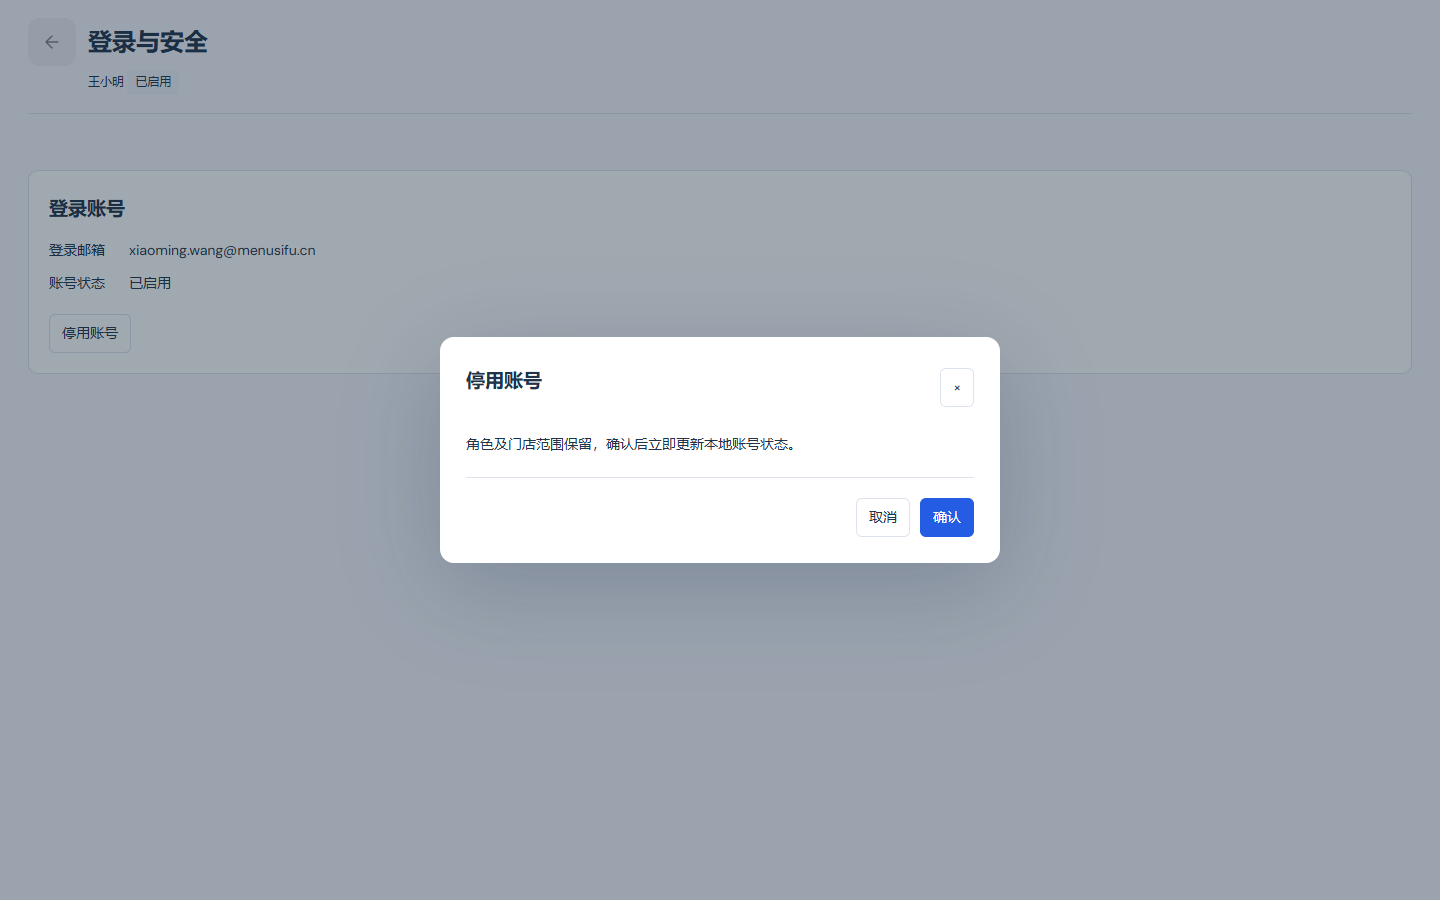 登录与安全
王小明 已启用
登录账号
登录邮箱 xiaoming.wang@menusifu.cn
账号状态 已启用
停用账号
停用账号
×
角色及门店范围保留，确认后立即更新本地账号状态。
取消 确认